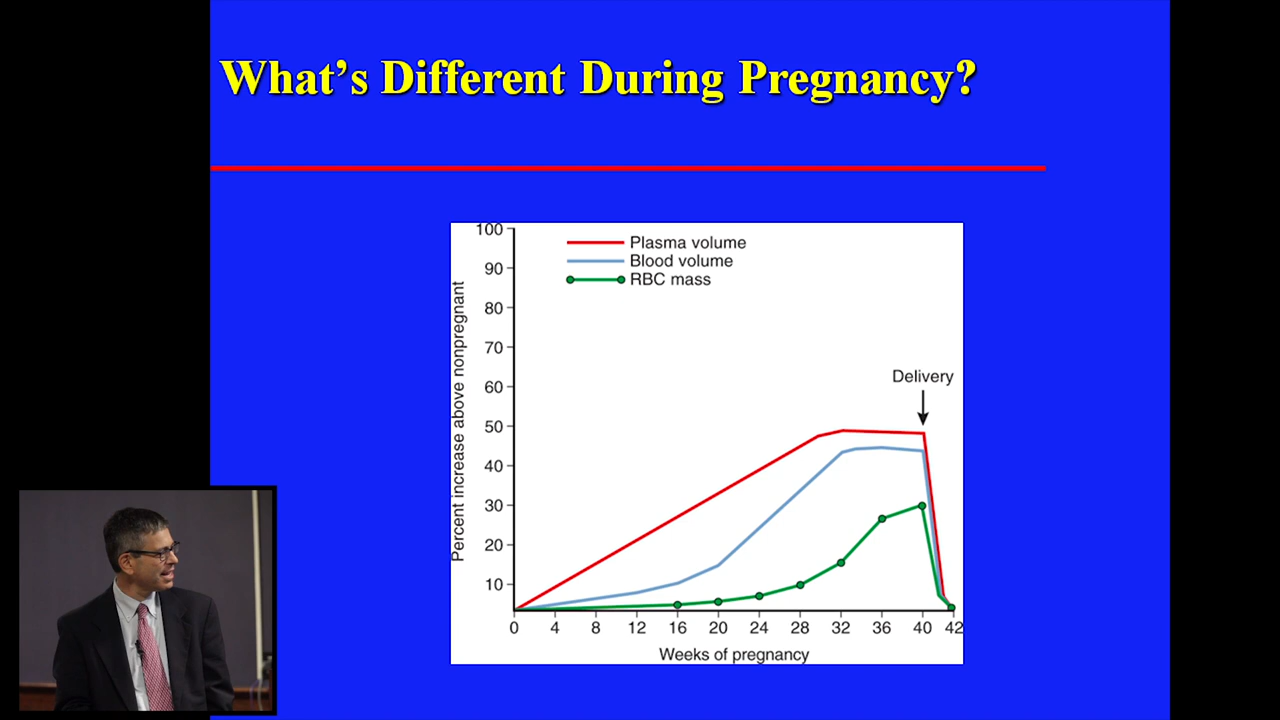 What's Different During Pregnancy?
Plasma volume
Blood volume
RBC mass
Percent increase above nonpregnant
100
90
80
70
60
50
40
30
20
10
Delivery
0 4 8 12 16 20 24 28 32 36 40 42
Weeks of pregnancy